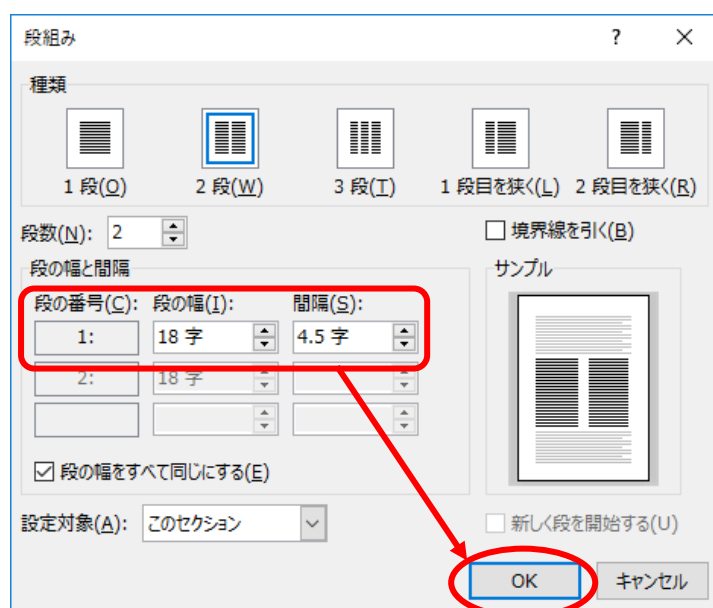 段組み ? ×
種類
1 段(O) 2 段(W) 3 段(T) 1 段目を狭く(L) 2 段目を狭く(R)
段数(N): 2 境界線を引く(B)
段の幅と間隔 サンプル
段の番号(C): 段の幅(I): 間隔(S):
1: 18 字 4.5 字
2: 18 字
段の幅をすべて同じにする(E)
設定対象(A): このセクション 新しく段を開始する(U)
OK キャンセル